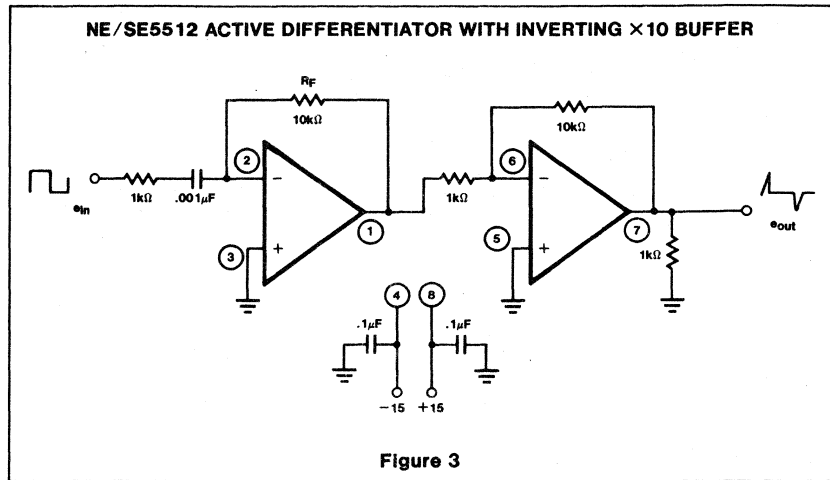 NE/SE5512 ACTIVE DIFFERENTIATOR WITH INVERTING ×10 BUFFER
RF
10kΩ
10kΩ
2
6
ein
1kΩ
.001μF
1kΩ
3
1
5
7
eout
1kΩ
4
8
.1μF
.1μF
−15
+15
Figure 3